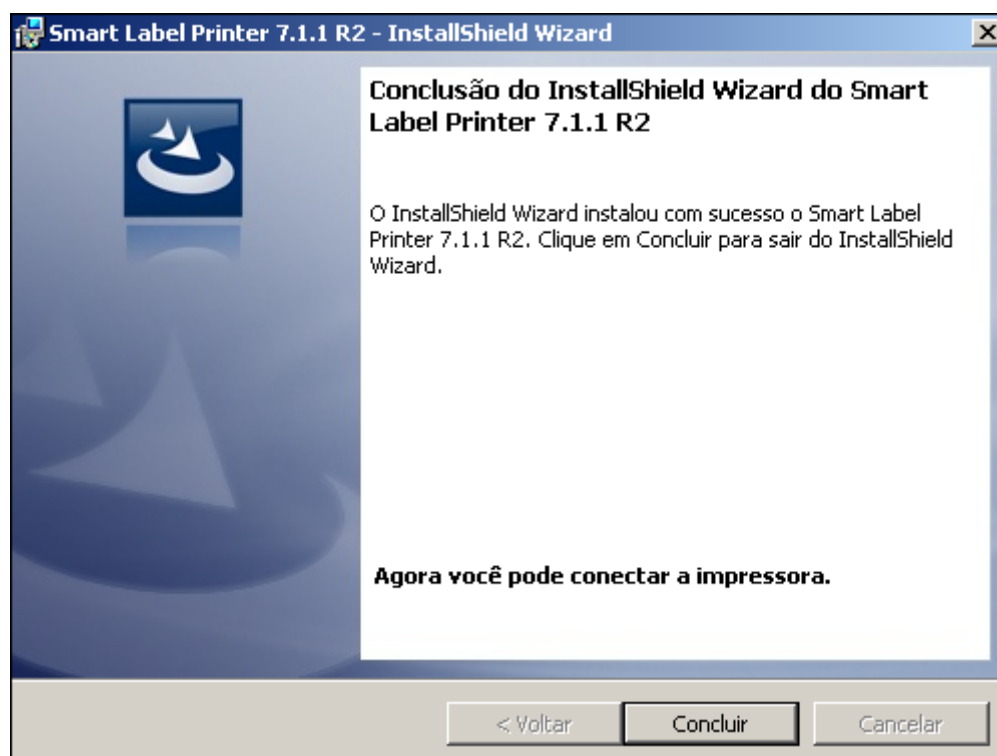 Smart Label Printer 7.1.1 R2 - InstallShield Wizard
Conclusão do InstallShield Wizard do Smart
Label Printer 7.1.1 R2
O InstallShield Wizard instalou com sucesso o Smart Label
Printer 7.1.1 R2. Clique em Concluir para sair do InstallShield
Wizard.
Agora você pode conectar a impressora.
< Voltar
Concluir
Cancelar